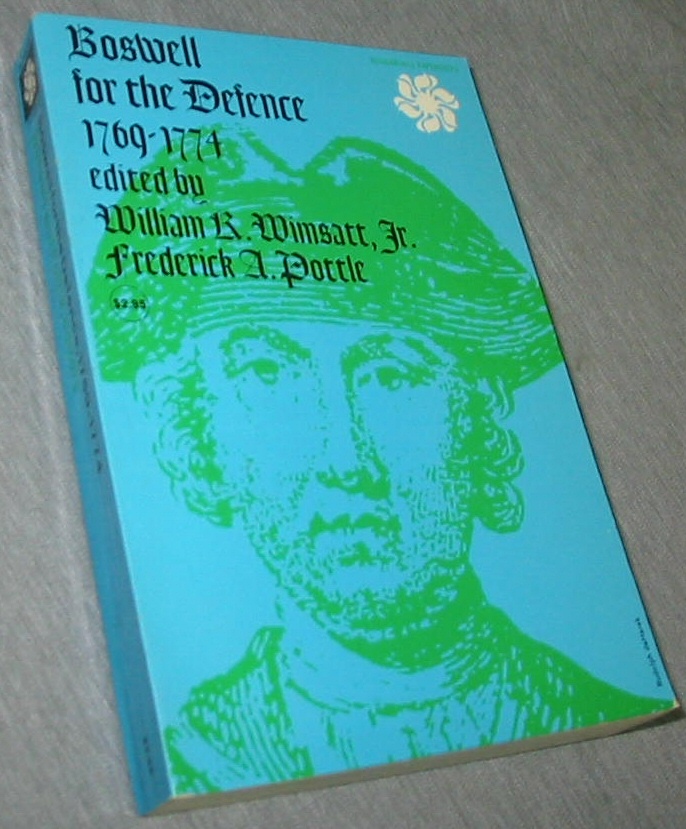 Boswell
for the Defence
1769-1774
edited by
William K. Wimsatt, Jr.
Frederick A. Pottle
$2.95